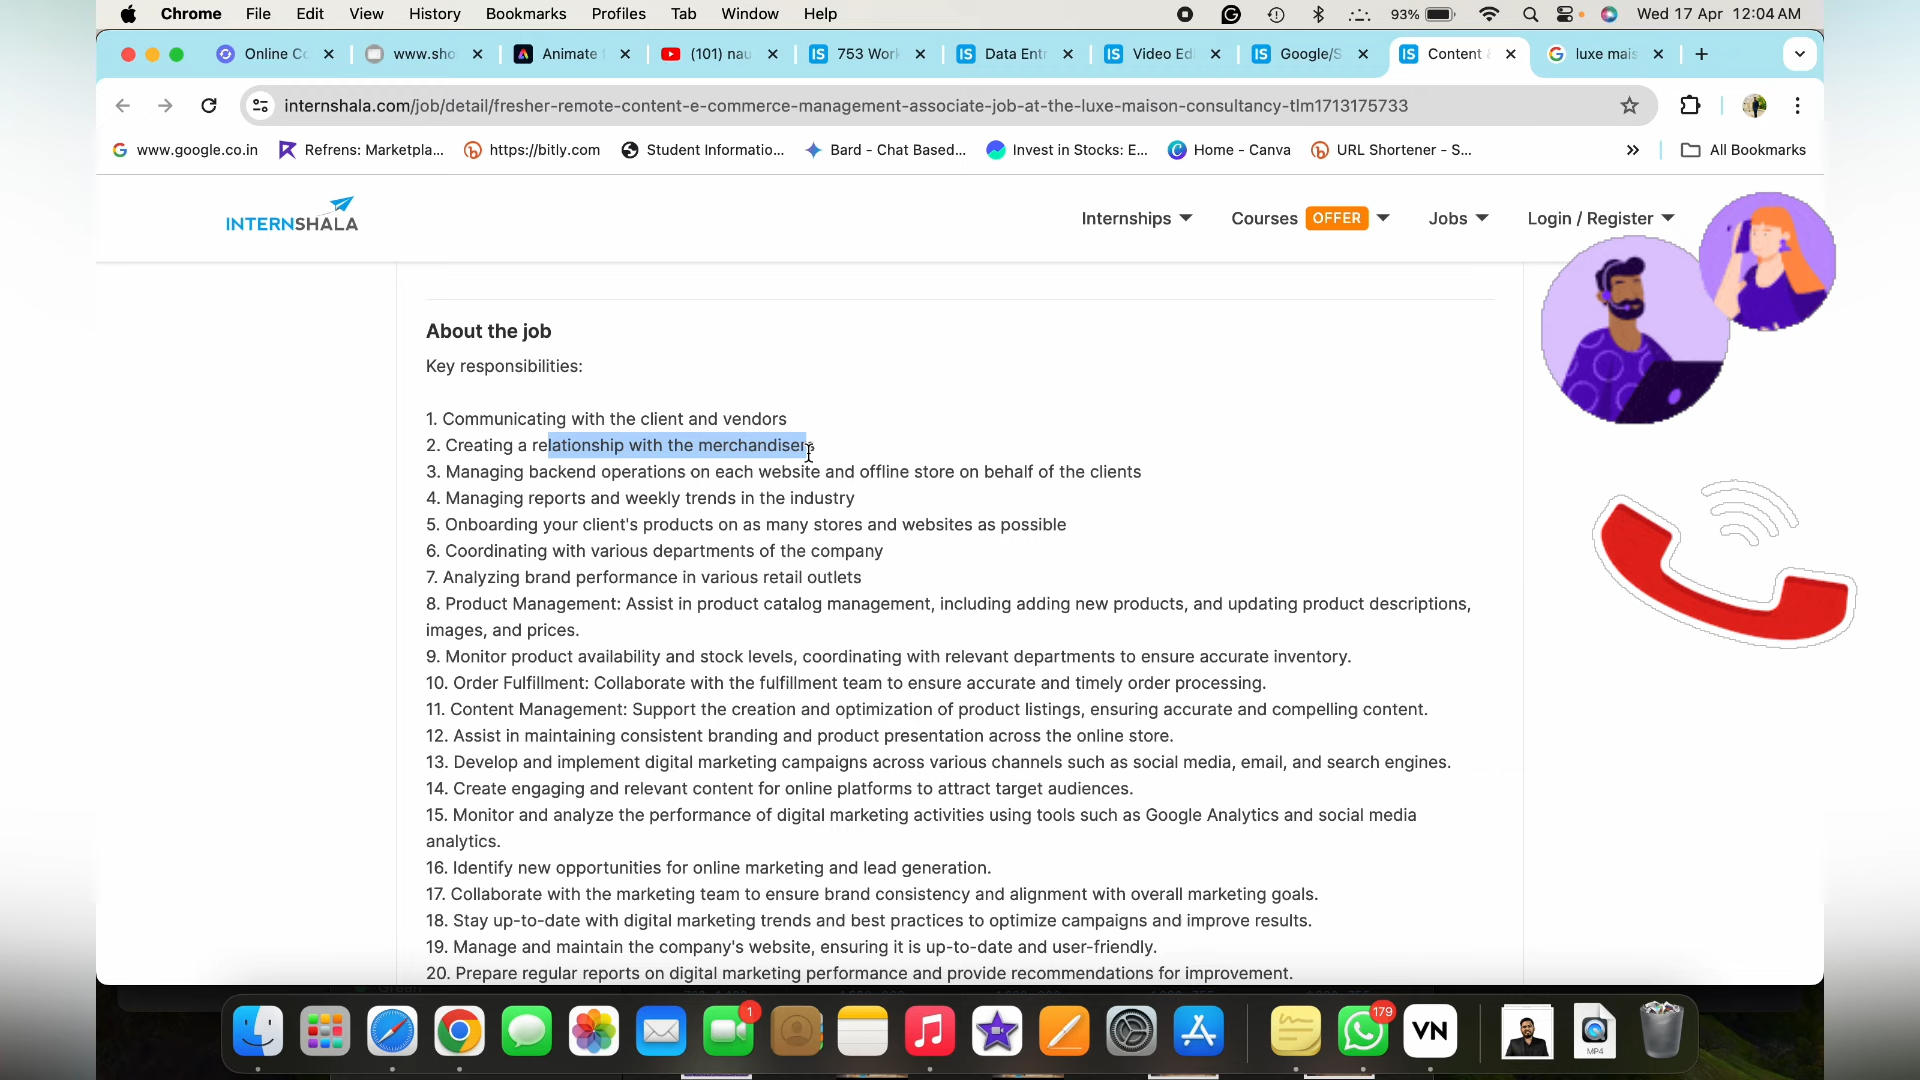 Chrome File Edit View History Bookmarks Profiles Tab Window Help 93% Wed 17 Apr 12:04 AM
Online Co www.sho Animate (101) nau 753 Work Data Entr Video Edi Google/S Content & luxe mais
internshala.com/job/detail/fresher-remote-content-e-commerce-management-associate-job-at-the-luxe-maison-consultancy-tlm1713175733
www.google.co.in Refrens: Marketpla... https://bitly.com Student Informatio... Bard - Chat Based... Invest in Stocks: E... Home - Canva URL Shortener - S... » All Bookmarks
INTERNSHALA Internships Courses OFFER Jobs Login / Register
About the job
Key responsibilities:
1. Communicating with the client and vendors
2. Creating a relationship with the merchandisers
3. Managing backend operations on each website and offline store on behalf of the clients
4. Managing reports and weekly trends in the industry
5. Onboarding your client's products on as many stores and websites as possible
6. Coordinating with various departments of the company
7. Analyzing brand performance in various retail outlets
8. Product Management: Assist in product catalog management, including adding new products, and updating product descriptions,
images, and prices.
9. Monitor product availability and stock levels, coordinating with relevant departments to ensure accurate inventory.
10. Order Fulfillment: Collaborate with the fulfillment team to ensure accurate and timely order processing.
11. Content Management: Support the creation and optimization of product listings, ensuring accurate and compelling content.
12. Assist in maintaining consistent branding and product presentation across the online store.
13. Develop and implement digital marketing campaigns across various channels such as social media, email, and search engines.
14. Create engaging and relevant content for online platforms to attract target audiences.
15. Monitor and analyze the performance of digital marketing activities using tools such as Google Analytics and social media
analytics.
16. Identify new opportunities for online marketing and lead generation.
17. Collaborate with the marketing team to ensure brand consistency and alignment with overall marketing goals.
18. Stay up-to-date with digital marketing trends and best practices to optimize campaigns and improve results.
19. Manage and maintain the company's website, ensuring it is up-to-date and user-friendly.
20. Prepare regular reports on digital marketing performance and provide recommendations for improvement.
1 179 VN MP4